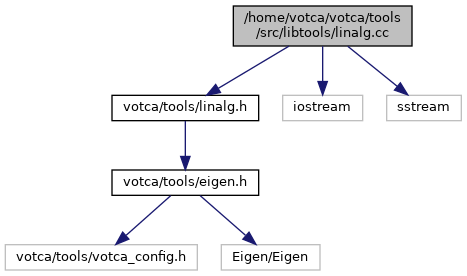 /home/votca/votca/tools
/src/libtools/linalg.cc
votca/tools/linalg.h
iostream
sstream
votca/tools/eigen.h
votca/tools/votca_config.h
Eigen/Eigen